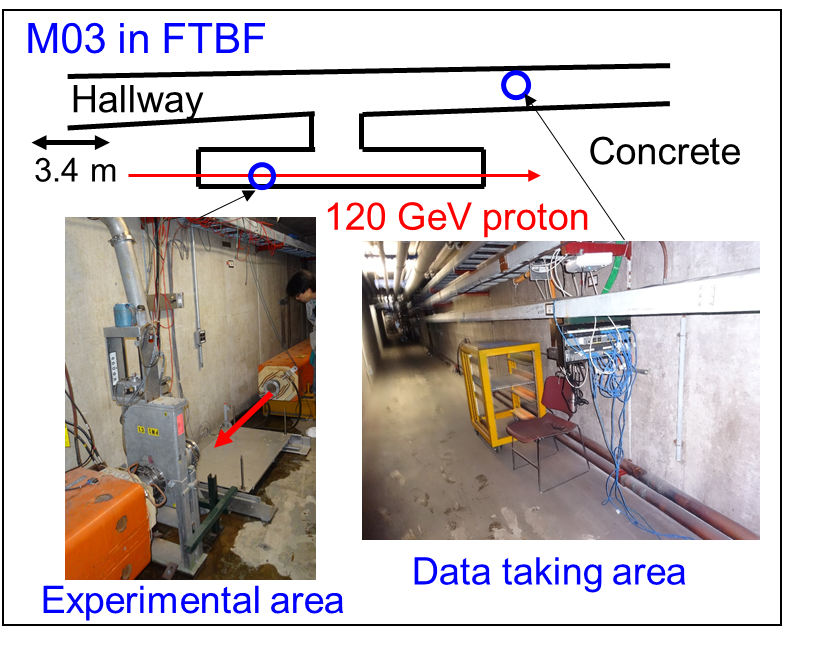 M03 in FTBF
Hallway
3.4 m
Concrete
120 GeV proton
Experimental area
Data taking area